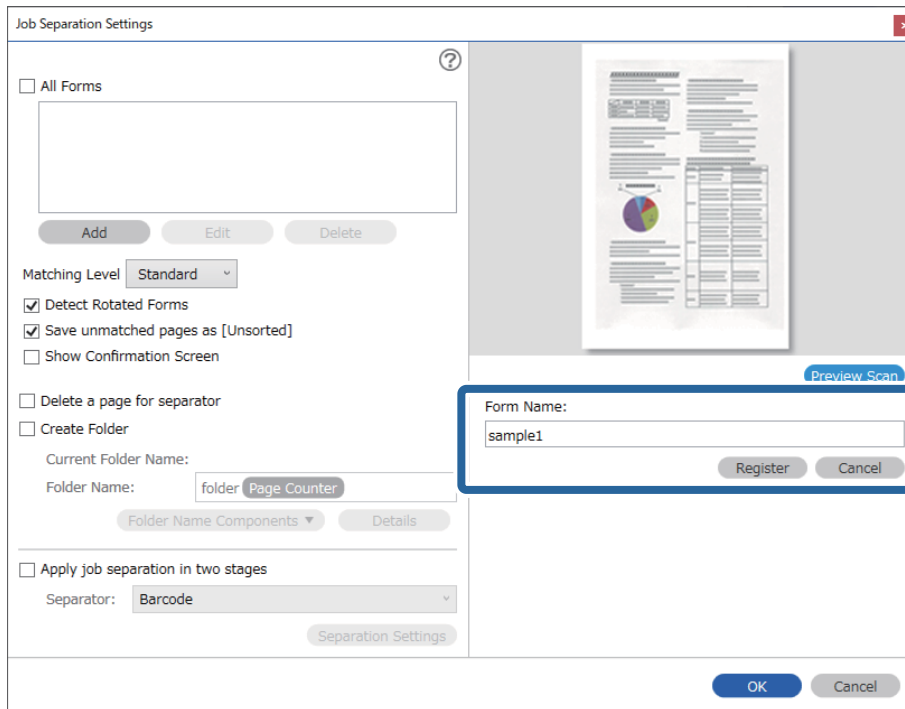 Job Separation Settings
All Forms
Add Edit Delete
Matching Level Standard
Detect Rotated Forms
Save unmatched pages as [Unsorted]
Show Confirmation Screen
Delete a page for separator
Create Folder
Current Folder Name:
Folder Name: folder Page Counter
Folder Name Components ▼ Details
Apply job separation in two stages
Separator: Barcode
Separation Settings
Preview Scan
Form Name:
sample1
Register Cancel
OK Cancel